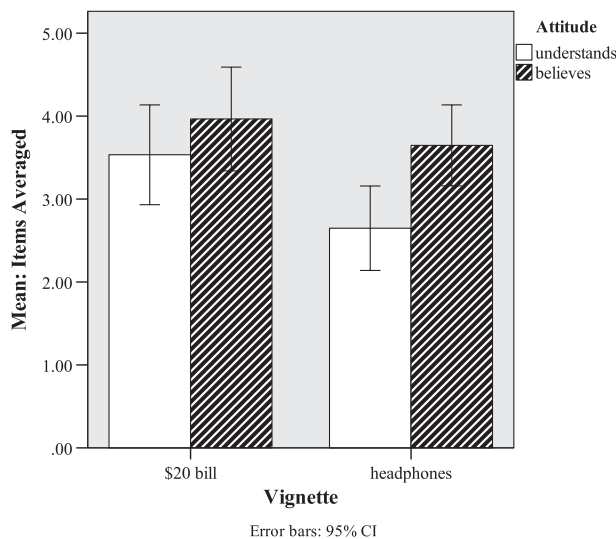 Attitude
understands
believes
5.00
4.00
3.00
2.00
1.00
.00
Mean: Items Averaged
$20 bill
headphones
Vignette
Error bars: 95% CI